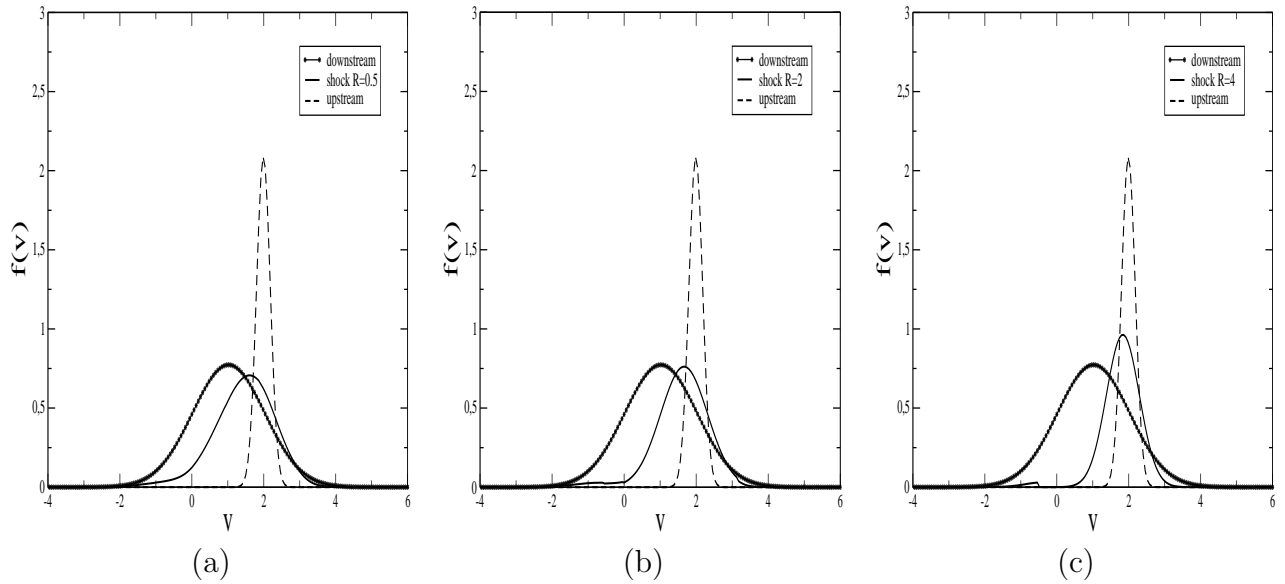 3
2,5
2
1,5
1
0,5
0
f(v)
-4
-2
0
2
4
6
V
downstream
shock R=0.5
upstream
(a)
3
2,5
2
1,5
1
0,5
0
f(v)
-4
-2
0
2
4
6
V
downstream
shock R=2
upstream
(b)
3
2,5
2
1,5
1
0,5
0
f(v)
-4
-2
0
2
4
6
V
downstream
shock R=4
upstream
(c)